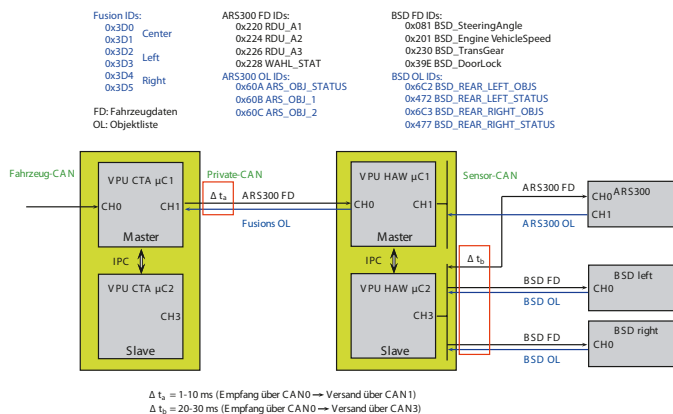 Fusion IDs:
0x3D0
0x3D1
0x3D2
0x3D3
0x3D4
0x3D5
Center
Left
Right
FD: Fahrzeugdaten
OL: Objektliste
ARS300 FD IDs:
0x220 RDU_A1
0x224 RDU_A2
0x226 RDU_A3
0x228 WAHL_STAT
ARS300 OL IDs:
0x60A ARS_OBJ_STATUS
0x60B ARS_OBJ_1
0x60C ARS_OBJ_2
BSD FD IDs:
0x081 BSD_SteeringAngle
0x201 BSD_Engine VehicleSpeed
0x230 BSD_TransGear
0x39E BSD_DoorLock
BSD OL IDs:
0x6C2 BSD_REAR_LEFT_OBJS
0x472 BSD_REAR_LEFT_STATUS
0x6C3 BSD_REAR_RIGHT_OBJS
0x477 BSD_REAR_RIGHT_STATUS
Fahrzeug-CAN
VPU CTA µC1
CH0
CH1
Master
IPC
VPU CTA µC2
CH3
Slave
Private-CAN
Δ ta
ARS300 FD
Fusions OL
VPU HAW µC1
CH0
CH1
Master
IPC
VPU HAW µC2
CH3
Slave
Sensor-CAN
Δ tb
ARS300 FD
ARS300 OL
BSD FD
BSD OL
BSD FD
BSD OL
CH0 ARS300
CH1
BSD left
CH0
BSD right
CH0
Δ ta = 1-10 ms (Empfang über CAN0 → Versand über CAN1)
Δ tb = 20-30 ms (Empfang über CAN0 → Versand über CAN3)